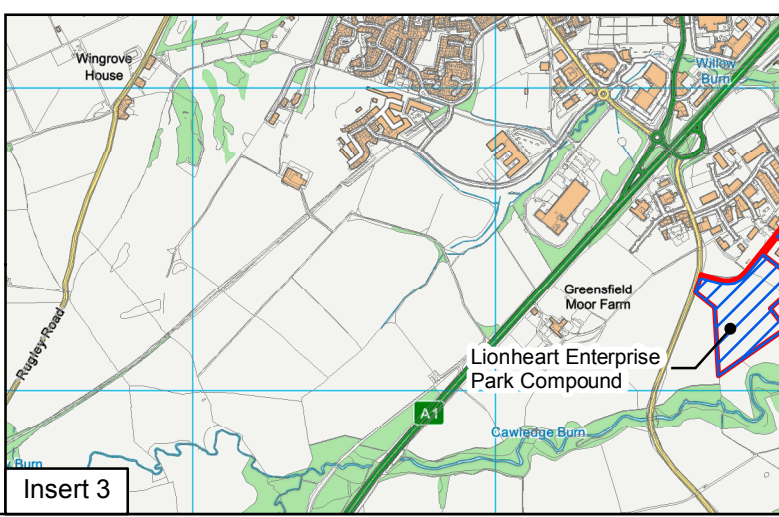 Wingrove
House
Willow
Burn
Greensfield
Moor Farm
Rugley Road
Lionheart Enterprise
Park Compound
A1
Cawledge Burn
Burn
Insert 3